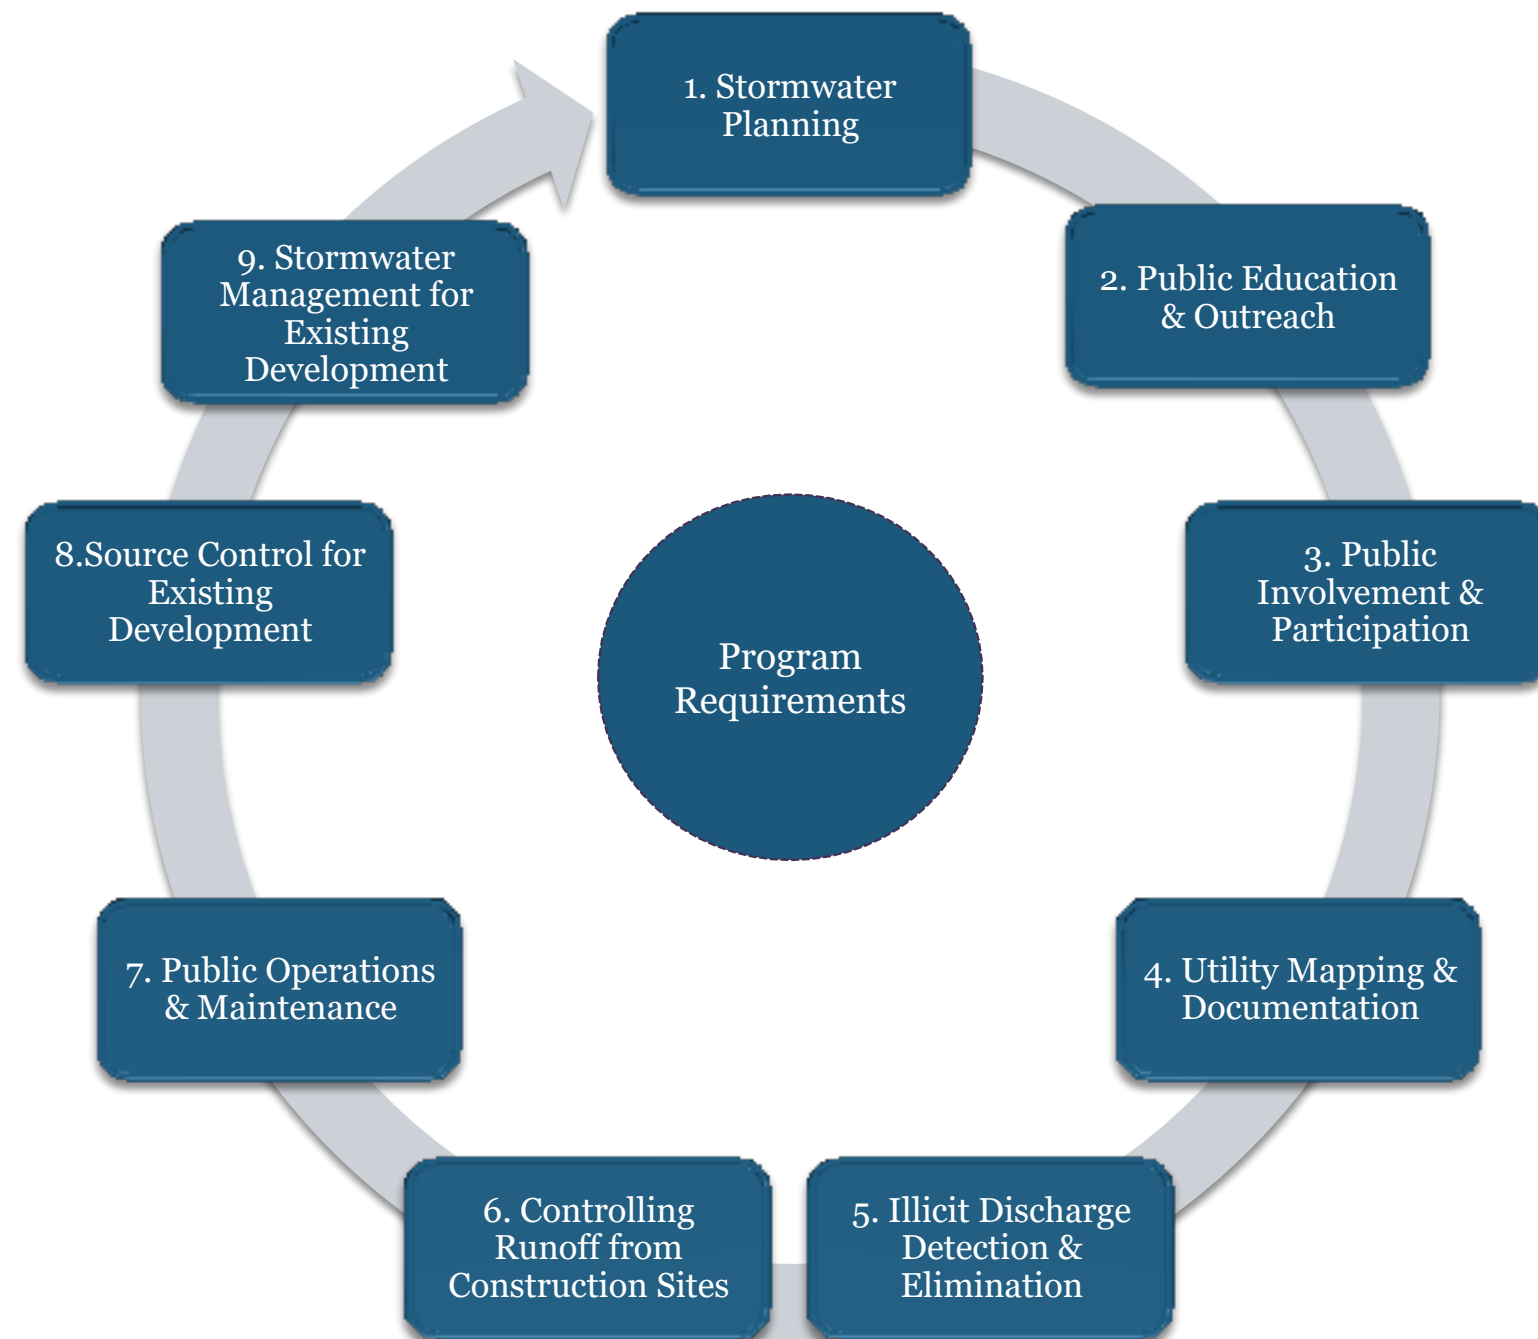 1. Stormwater
Planning
2. Public Education
& Outreach
3. Public
Involvement &
Participation
4. Utility Mapping &
Documentation
5. Illicit Discharge
Detection &
Elimination
6. Controlling
Runoff from
Construction Sites
7. Public Operations
& Maintenance
8.Source Control for
Existing
Development
9. Stormwater
Management for
Existing
Development
Program
Requirements